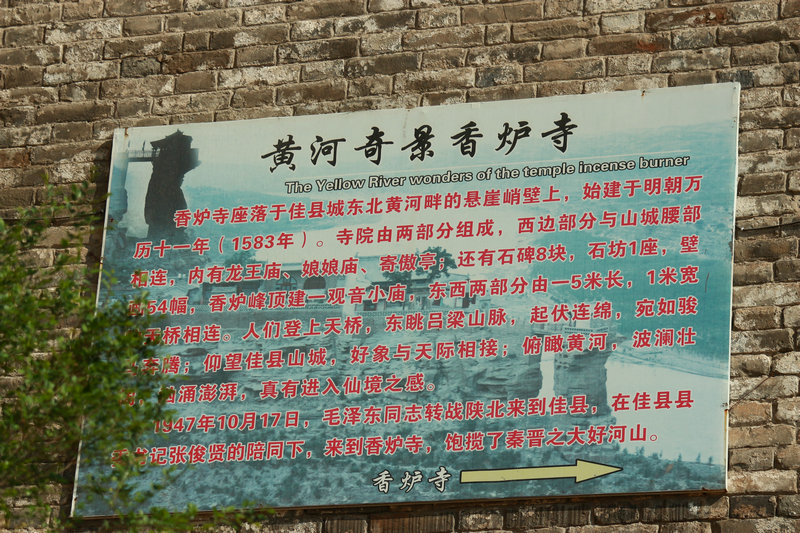 黄河奇景香炉寺
The Yellow River wonders of the temple incense burner
香炉寺座落于佳县城东北黄河畔的悬崖峭壁上，始建于明朝万
历十一年（1583年）。寺院由两部分组成，西边部分与山城腰部
相连，内有龙王庙、娘娘庙、寄傲亭；还有石碑8块，石坊1座，壁
54幅，香炉峰顶建一观音小庙，东西两部分由一5米长，1米宽
天桥相连。人们登上天桥，东眺吕梁山脉，起伏连绵，宛如骏
奔腾；仰望佳县山城，好象与天际相接；俯瞰黄河，波澜壮
汹涌澎湃，真有进入仙境之感。
1947年10月17日，毛泽东同志转战陕北来到佳县，在佳县县
书记张俊贤的陪同下，来到香炉寺，饱揽了秦晋之大好河山。
香炉寺